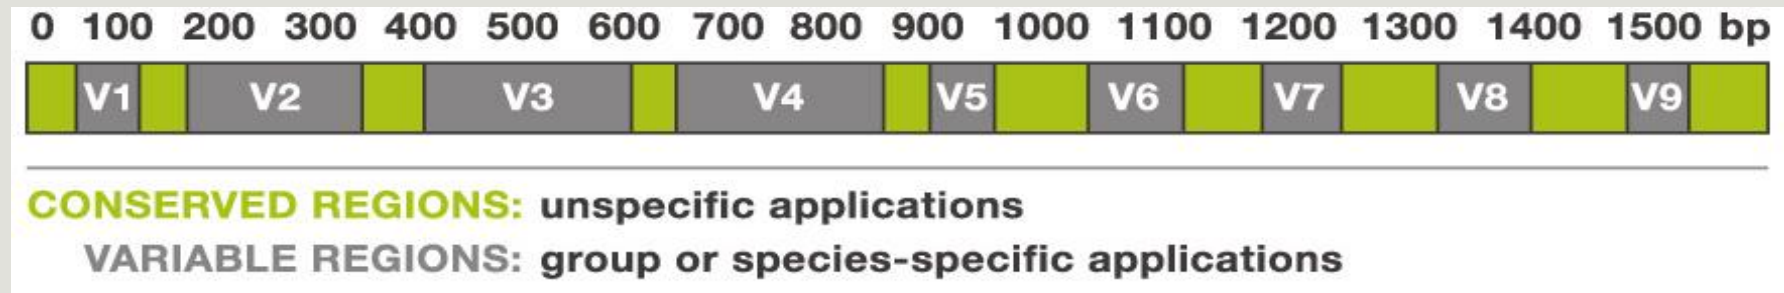 0 100 200 300 400 500 600 700 800 900 1000 1100 1200 1300 1400 1500 bp
V1 V2 V3 V4 V5 V6 V7 V8 V9
CONSERVED REGIONS: unspecific applications
VARIABLE REGIONS: group or species-specific applications